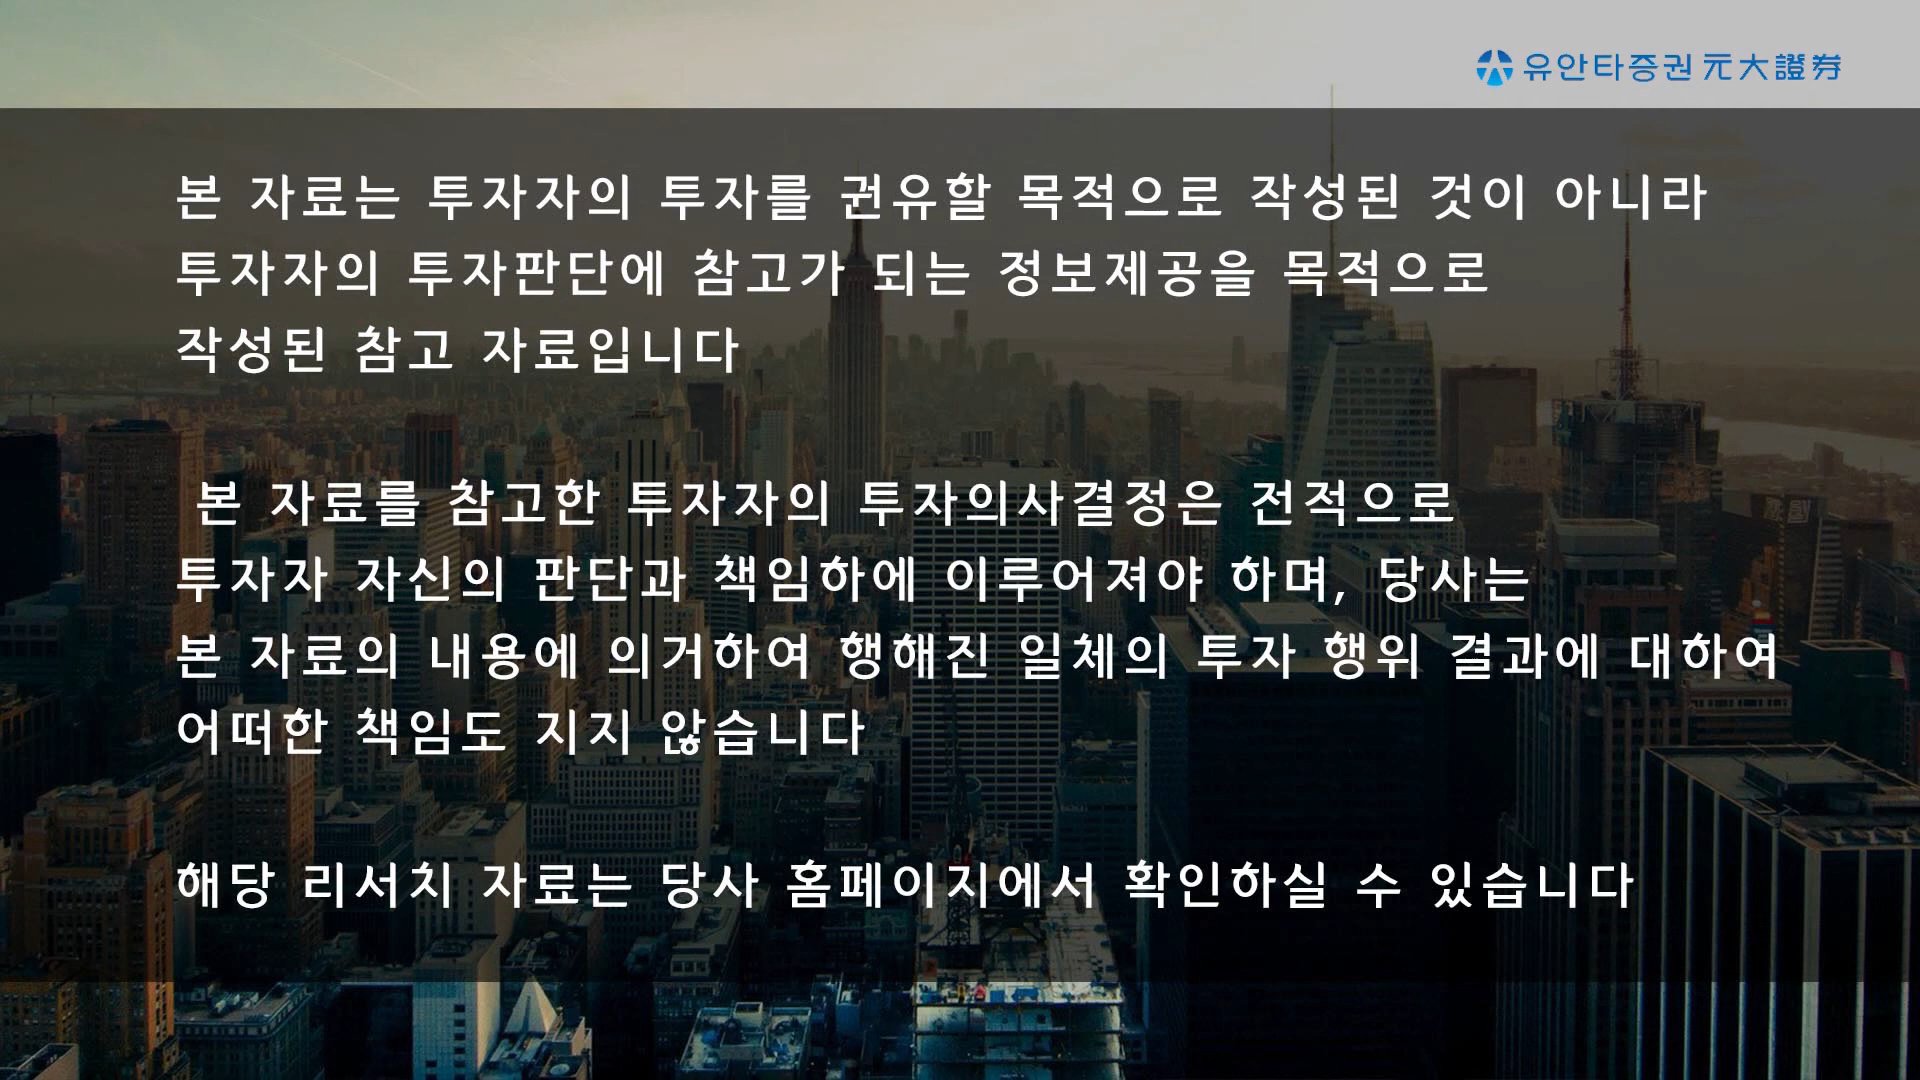 유안타증권 元大證券
본 자료는 투자자의 투자를 권유할 목적으로 작성된 것이 아니라
투자자의 투자판단에 참고가 되는 정보제공을 목적으로
작성된 참고 자료입니다
본 자료를 참고한 투자자의 투자의사결정은 전적으로
투자자 자신의 판단과 책임하에 이루어져야 하며, 당사는
본 자료의 내용에 의거하여 행해진 일체의 투자 행위 결과에 대하여
어떠한 책임도 지지 않습니다
해당 리서치 자료는 당사 홈페이지에서 확인하실 수 있습니다